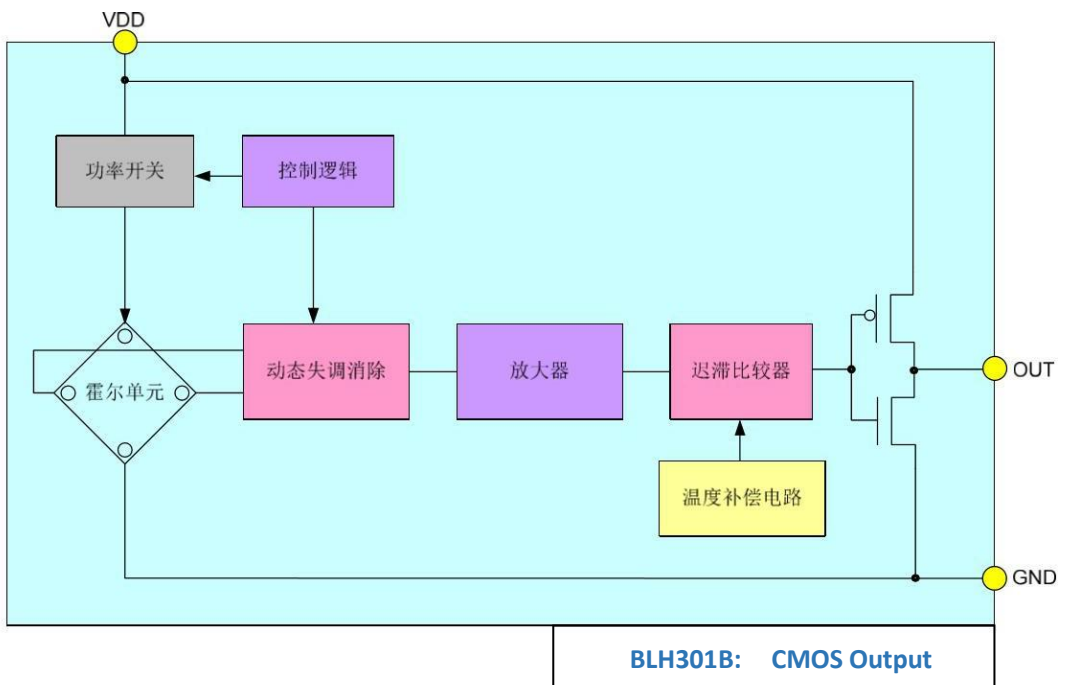 VDD
功率开关
控制逻辑
霍尔单元
动态失调消除
放大器
迟滞比较器
OUT
温度补偿电路
GND
BLH301B: CMOS Output